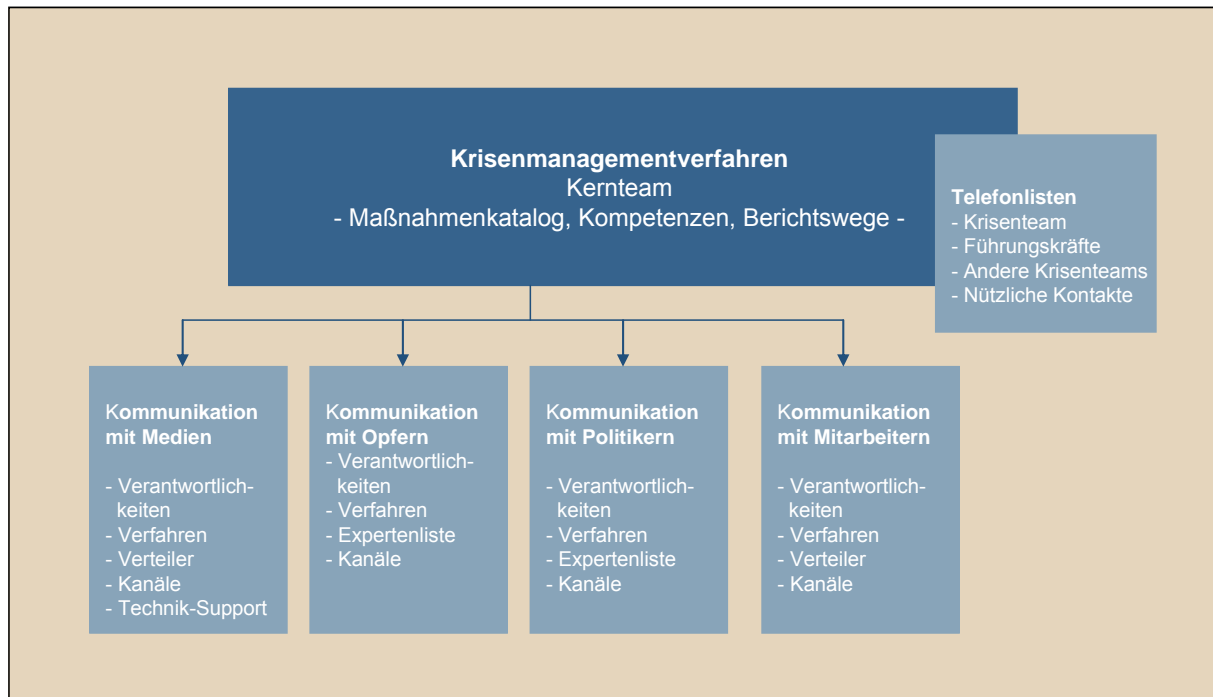 Krisenmanagementverfahren
Kernteam
- Maßnahmenkatalog, Kompetenzen, Berichtswege -
Telefonlisten
- Krisenteam
- Führungskräfte
- Andere Krisenteams
- Nützliche Kontakte
Kommunikation
mit Medien
- Verantwortlich-
keiten
- Verfahren
- Verteiler
- Kanäle
- Technik-Support
Kommunikation
mit Opfern
- Verantwortlich-
keiten
- Verfahren
- Expertenliste
- Kanäle
Kommunikation
mit Politikern
- Verantwortlich-
keiten
- Verfahren
- Expertenliste
- Kanäle
Kommunikation
mit Mitarbeitern
- Verantwortlich-
keiten
- Verfahren
- Verteiler
- Kanäle